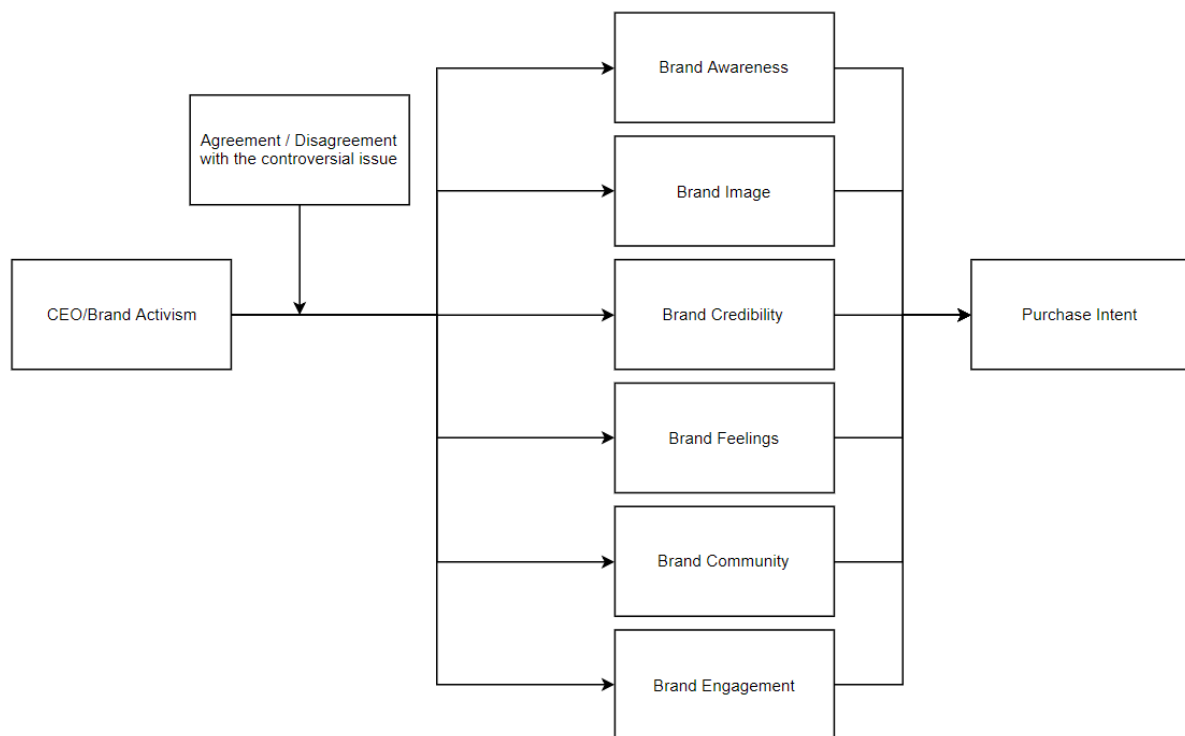 Brand Awareness
Agreement / Disagreement
with the controversial issue
Brand Image
CEO/Brand Activism
Brand Credibility
Purchase Intent
Brand Feelings
Brand Community
Brand Engagement